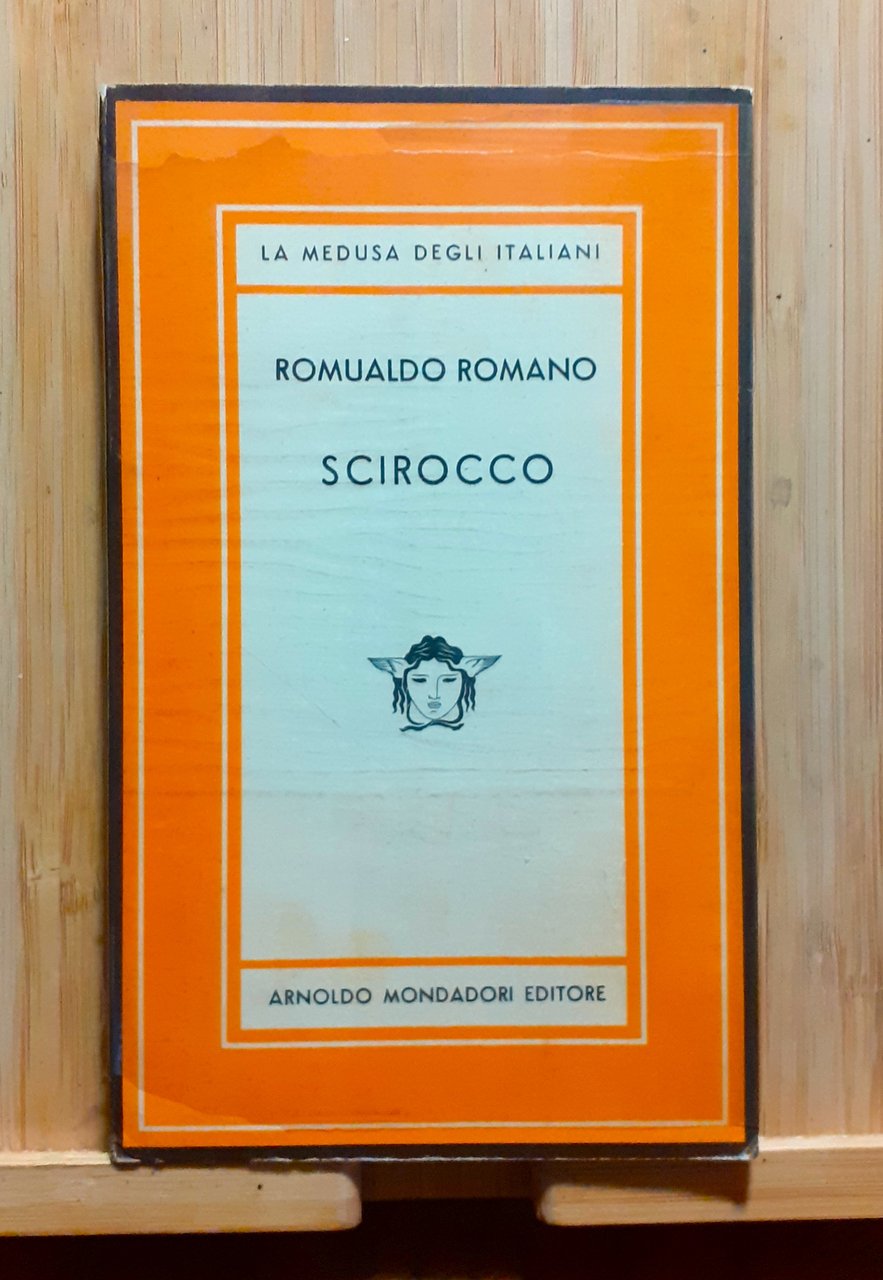 LA MEDUSA DEGLI ITALIANI
ROMUALDO ROMANO
SCIROCCO
ARNOLDO MONDADORI EDITORE